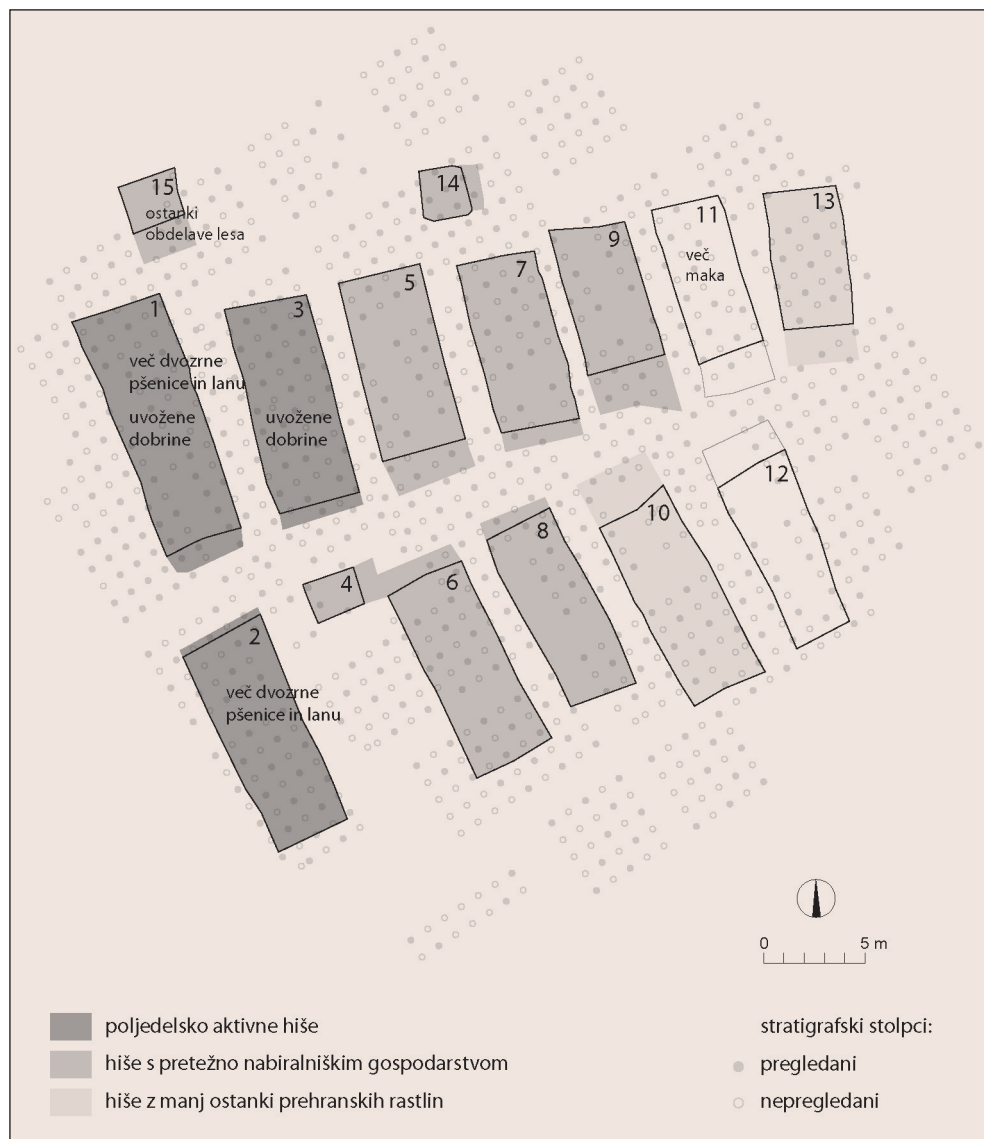 15
ostanki
obdelave lesa
14
13
11
več
maka
9
7
5
3
uvožene
dobrine
1
več dvozrne
pšenice in lanu
uvožene
dobrine
12
10
8
6
4
2
več dvozrne
pšenice in lanu
0 5 m
poljedelsko aktivne hiše
hiše s pretežno nabiralniškim gospodarstvom
hiše z manj ostanki prehranskih rastlin
stratigrafski stolpci:
pregledani
nepregledani